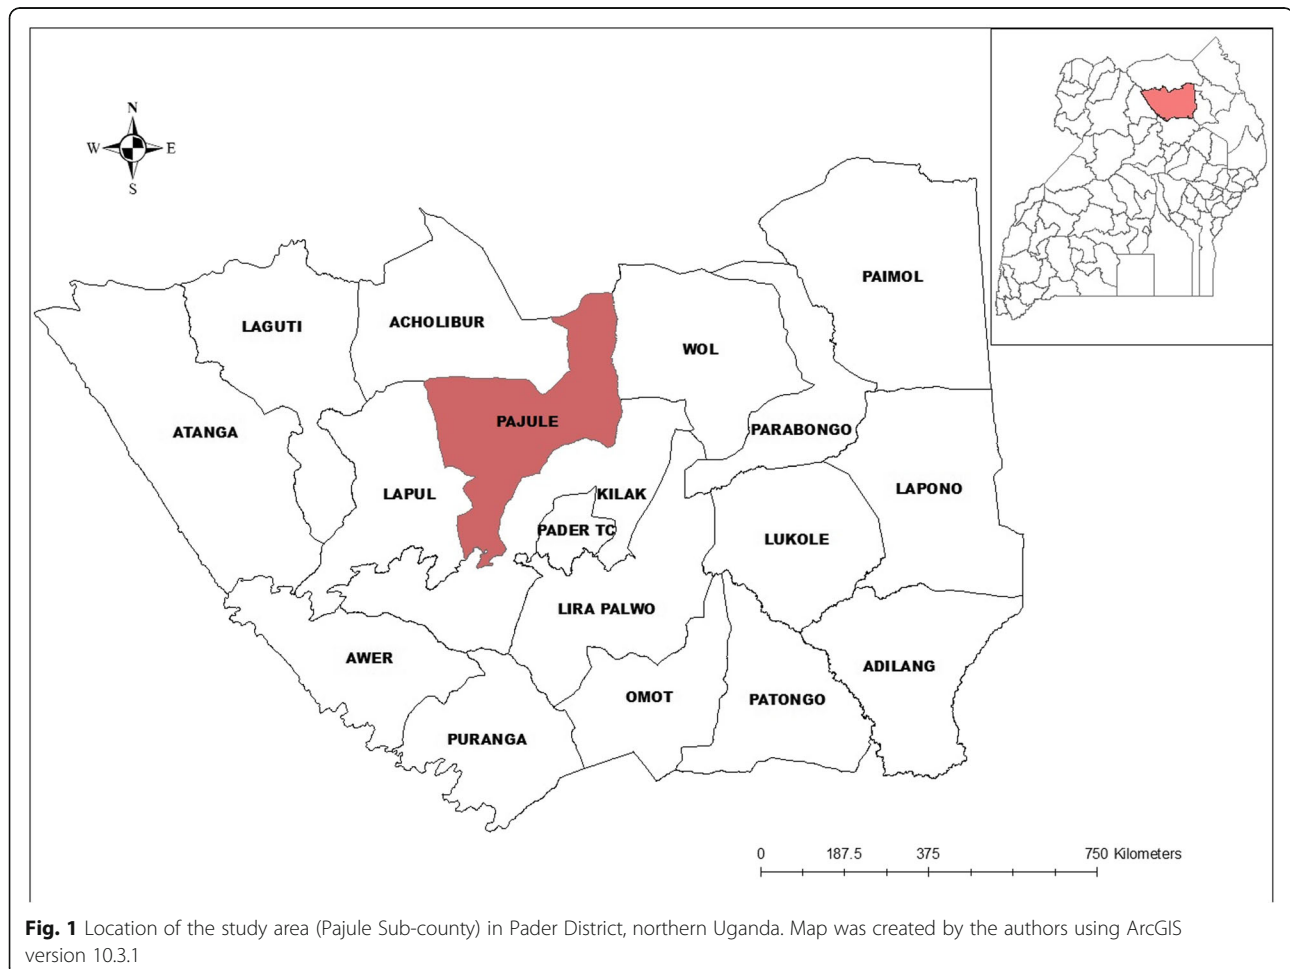 N
W E
S
PAIMOL
LAGUTI
ACHOLIBUR
WOL
PAJULE
ATANGA
PARABONGO
LAPUL
KILAK
LAPONO
PADER TC
LUKOLE
LIRA PALWO
AWER
ADILANG
OMOT
PATONGO
PURANGA
0 187.5 375 750 Kilometers
Fig. 1 Location of the study area (Pajule Sub-county) in Pader District, northern Uganda. Map was created by the authors using ArcGIS
version 10.3.1